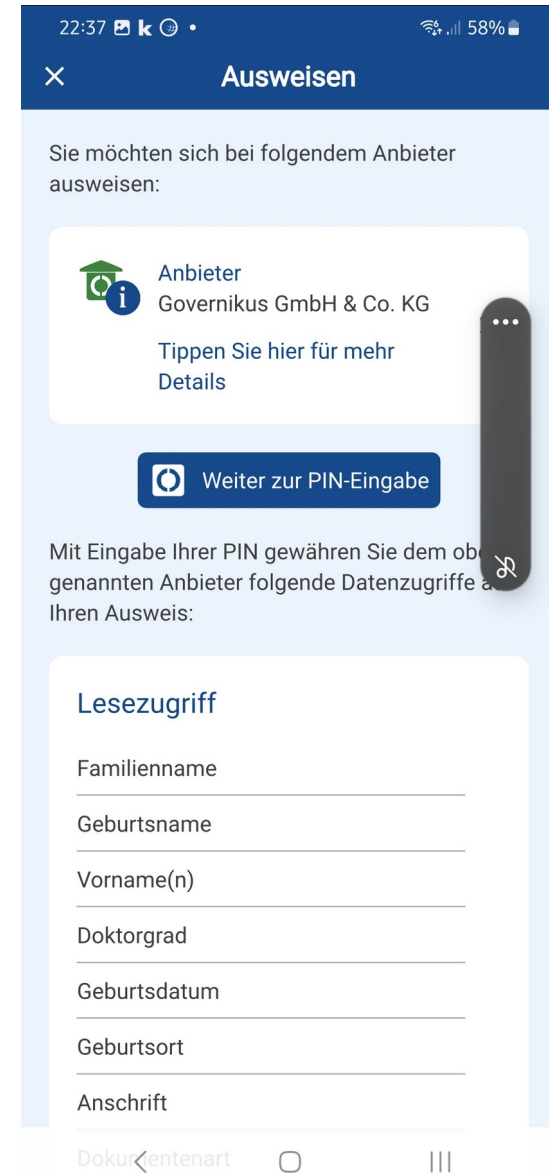 22:37 k 58%
Ausweisen
Sie möchten sich bei folgendem Anbieter
ausweisen:
Anbieter
Governikus GmbH & Co. KG
Tippen Sie hier für mehr
Details
Weiter zur PIN-Eingabe
Mit Eingabe Ihrer PIN gewähren Sie dem
genannten Anbieter folgende Datenzugriffe
Ihren Ausweis:
Lesezugriff
Familienname
Geburtsname
Vorname(n)
Doktorgrad
Geburtsdatum
Geburtsort
Anschrift
Dokumentenart